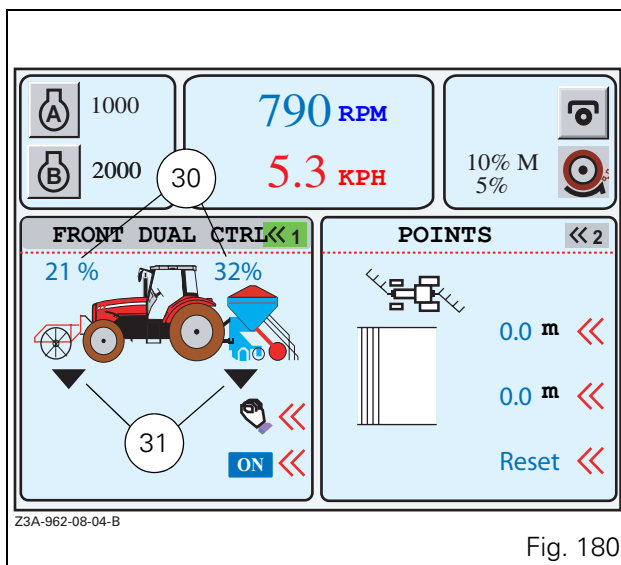 A 1000
790 RPM
10% M
5%
B 2000
5.3 KPH
30
FRONT DUAL CTRL «1
21 % 32%
31
ON «
POINTS «2
0.0 m «
0.0 m «
Reset «
Z3A-962-08-04-B
Fig. 180